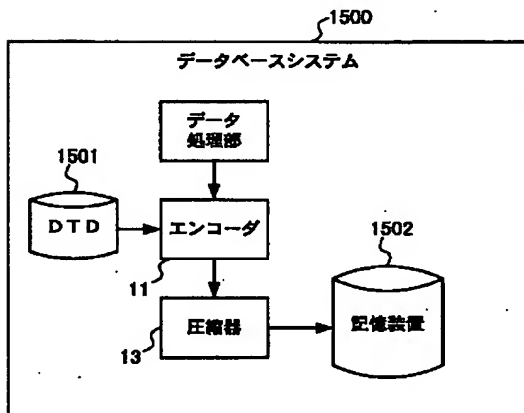 1500
データベースシステム
データ
処理部
1501
DTD
エンコーダ
11
1502
圧縮器
13
記憶装置